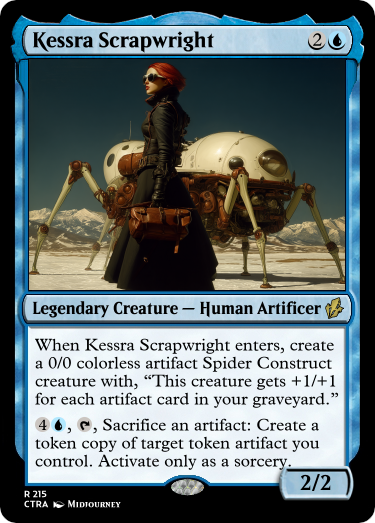 Kessra Scrapwright 2
Legendary Creature — Human Artificer
When Kessra Scrapwright enters, create
a 0/0 colorless artifact Spider Construct
creature with, “This creature gets +1/+1
for each artifact card in your graveyard.”
4, Sacrifice an artifact: Create a
token copy of target token artifact you
control. Activate only as a sorcery.
2/2
R 215
CTRA Midjourney